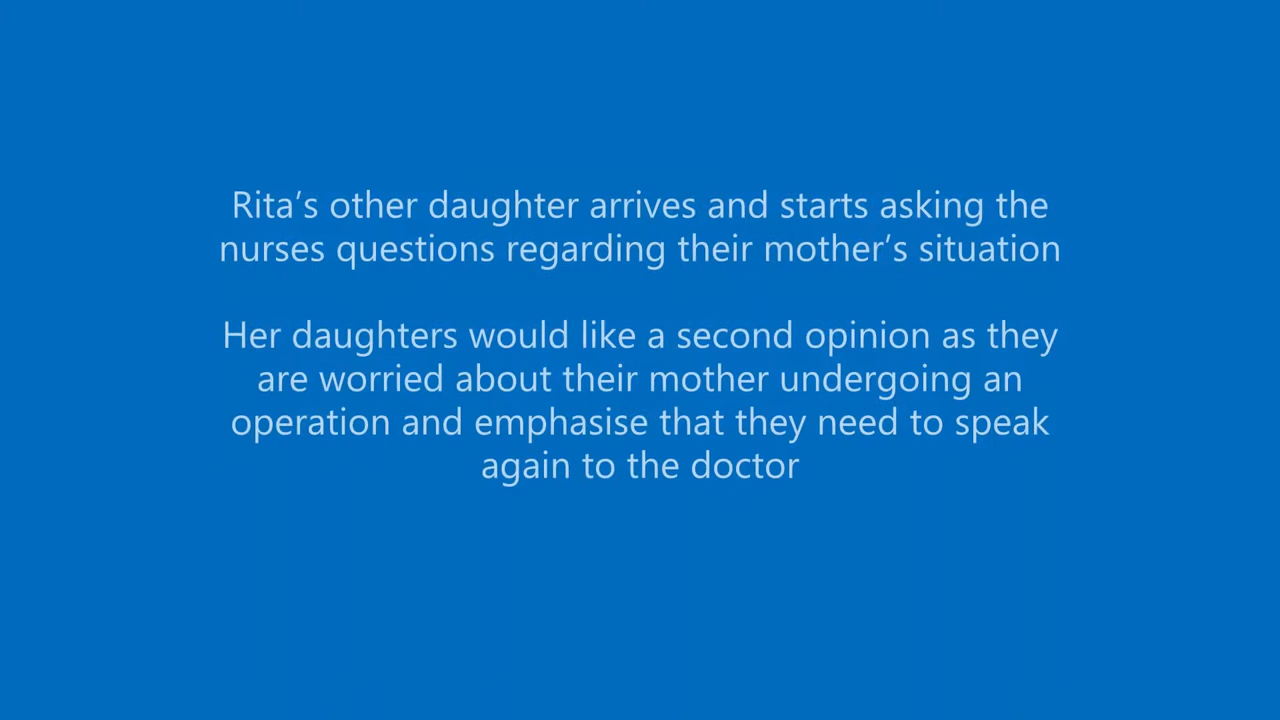 Rita’s other daughter arrives and starts asking the
nurses questions regarding their mother’s situation
Her daughters would like a second opinion as they
are worried about their mother undergoing an
operation and emphasise that they need to speak
again to the doctor